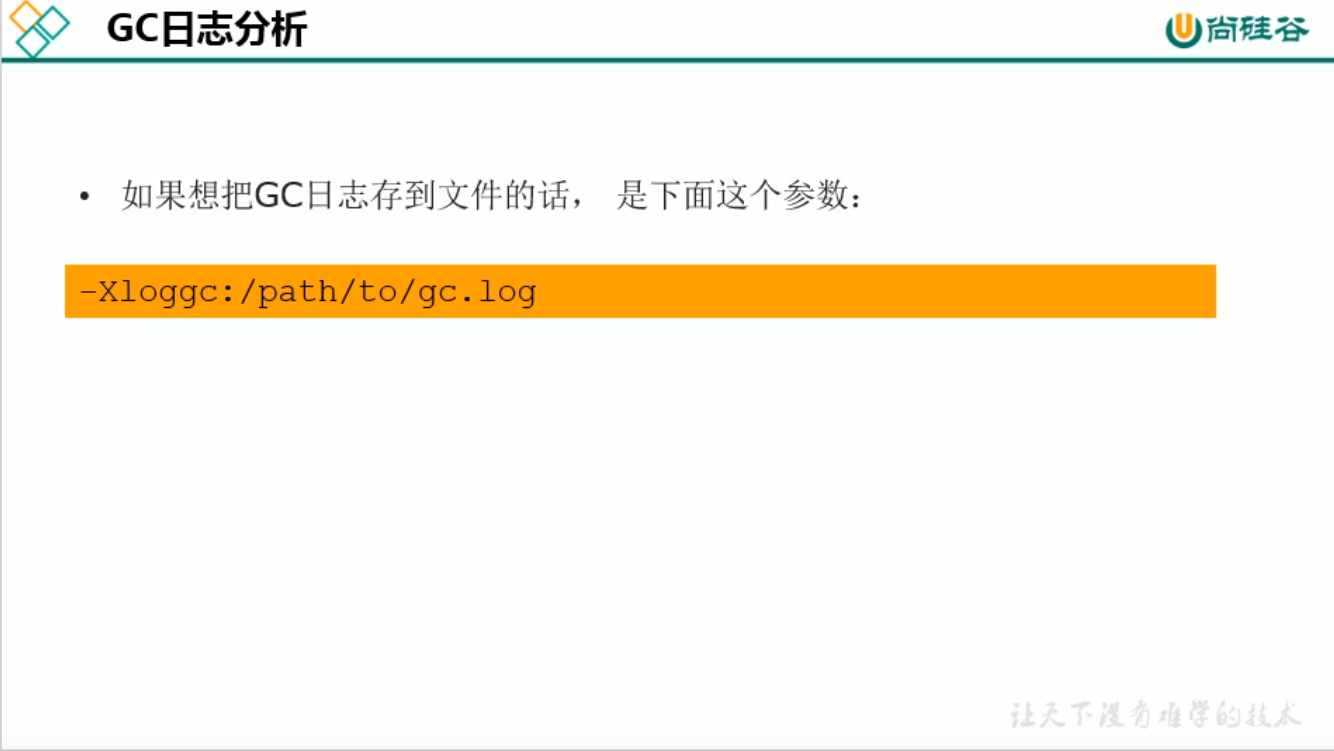 GC日志分析
尚硅谷
• 如果想把GC日志存到文件的话， 是下面这个参数：
-Xloggc:/path/to/gc.log
让天下没有难学的技术